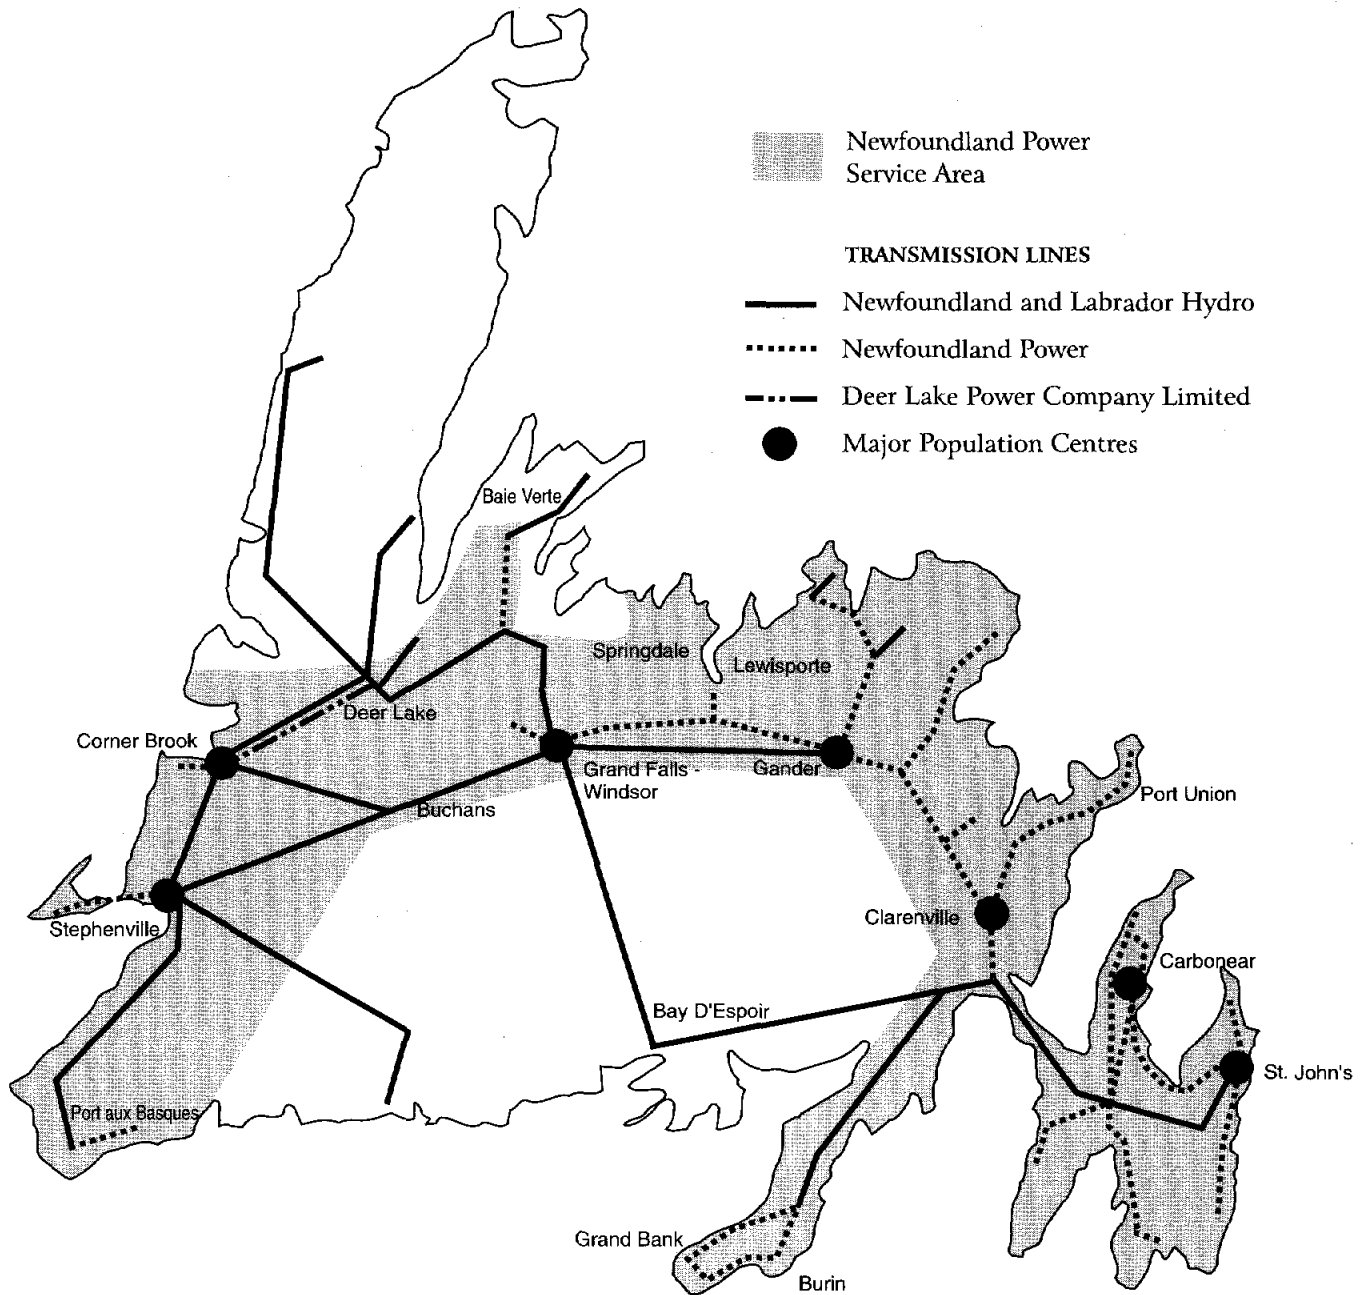 Newfoundland Power
Service Area
TRANSMISSION LINES
Newfoundland and Labrador Hydro
Newfoundland Power
Deer Lake Power Company Limited
Major Population Centres
Baie Verte
Springdale
Lewisporte
Deer Lake
Corner Brook
Grand Falls -
Windsor
Gander
Buchans
Port Union
Stephenville
Clarenville
Carbonear
Bay D'Espoir
St. John's
Port aux Basques
Grand Bank
Burin